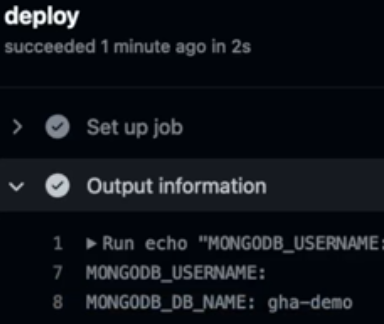 deploy
succeeded 1 minute ago in 2s
Set up job
Output information
1 Run echo "MONGODB_USERNAME:
7 MONGODB_USERNAME:
8 MONGODB_DB_NAME: gha-demo